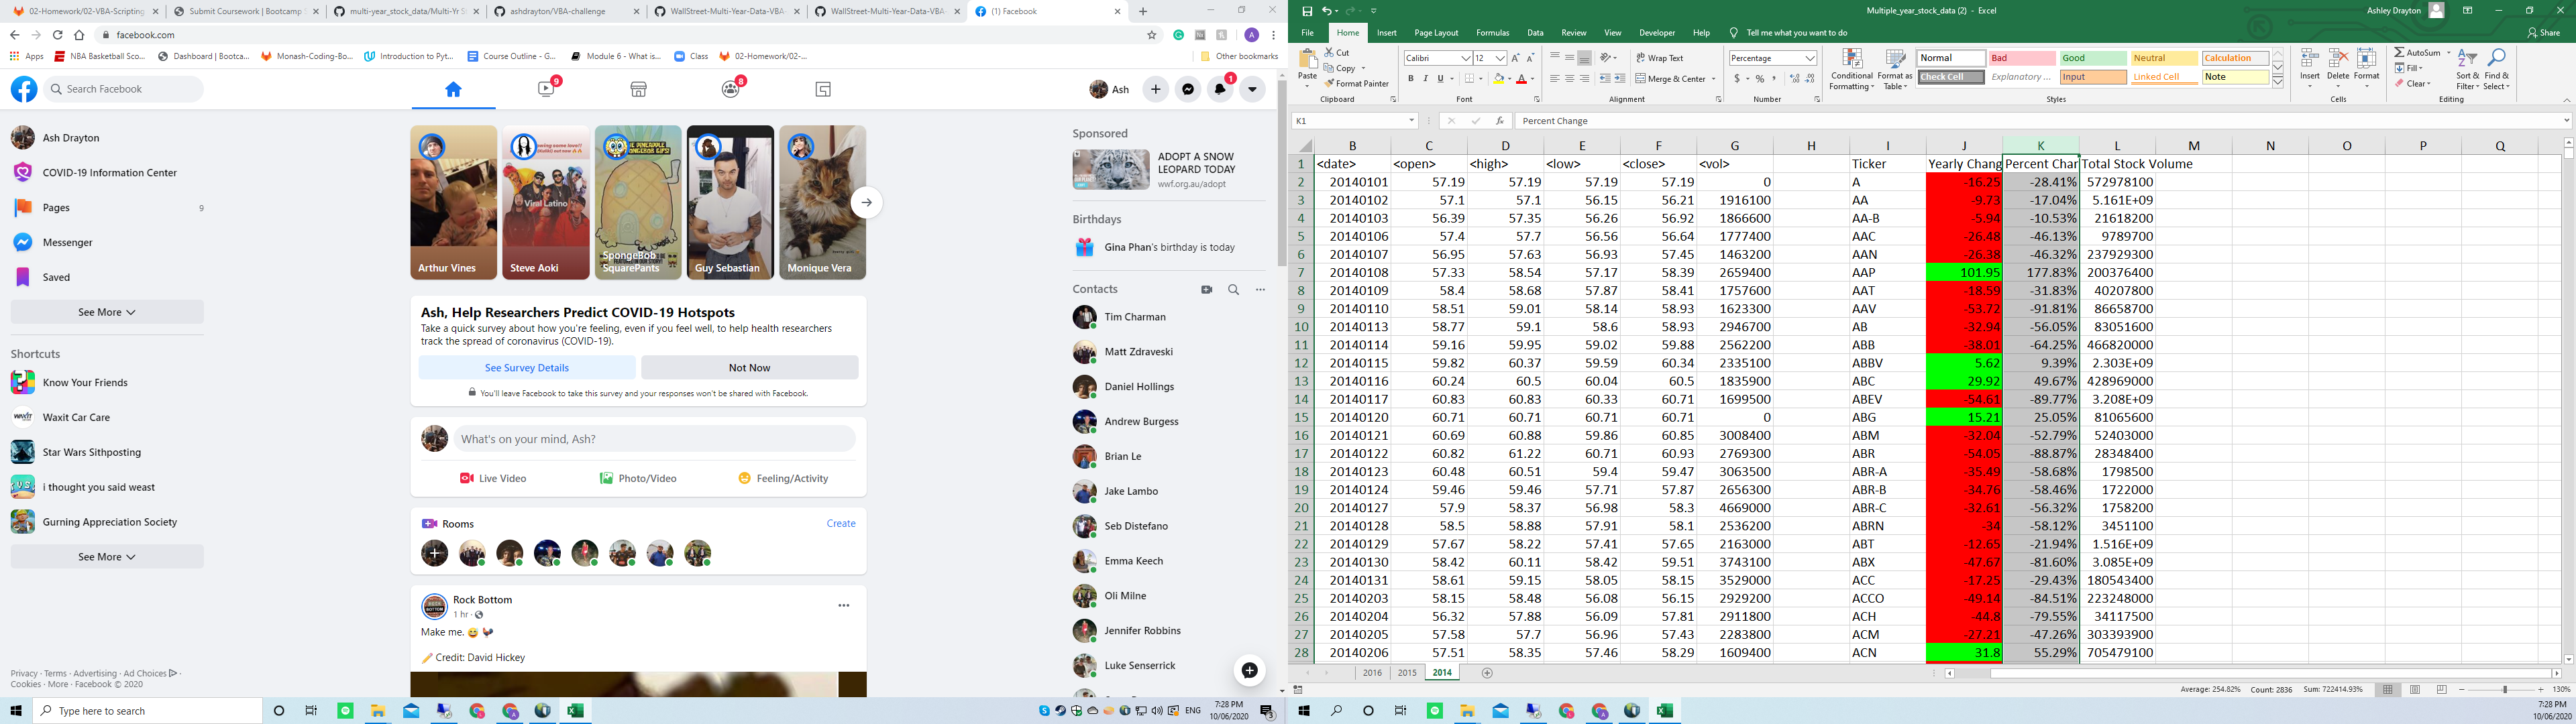 02-Homework/02-VBA-Scripting
Submit Coursework | Bootcamp S
multi-year_stock_data/Multi-Yr S
ashdrayton/VBA-challenge
WallStreet-Multi-Year-Data-VBA-
WallStreet-Multi-Year-Data-VBA-
(1) Facebook
facebook.com
Apps
NBA Basketball Sco...
Dashboard | Bootca...
Monash-Coding-Bo...
Introduction to Pyt...
Course Outline - G...
Module 6 - What is...
Class
02-Homework/02-...
Other bookmarks
Search Facebook
9
8
Ash
1
Ash Drayton
COVID-19 Information Center
Pages
9
Messenger
Saved
See More
Shortcuts
Know Your Friends
Waxit Car Care
Star Wars Sithposting
i thought you said weast
Gurning Appreciation Society
See More
Privacy · Terms · Advertising · Ad Choices ·
Cookies · More · Facebook © 2020
Viral Latino
Arthur Vines
Steve Aoki
SpongeBob SquarePants
Guy Sebastian
Monique Vera
Ash, Help Researchers Predict COVID-19 Hotspots
Take a quick survey about how you're feeling, even if you feel well, to help health researchers
track the spread of coronavirus (COVID-19).
See Survey Details
Not Now
You'll leave Facebook to take this survey and your responses won't be shared with Facebook.
What's on your mind, Ash?
Live Video
Photo/Video
Feeling/Activity
Rooms
Create
Rock Bottom
1 hr ·
Make me.
Credit: David Hickey
Sponsored
ADOPT A SNOW
LEOPARD TODAY
wwf.org.au/adopt
Birthdays
Gina Phan's birthday is today
Contacts
Tim Charman
Matt Zdraveski
Daniel Hollings
Andrew Burgess
Brian Le
Jake Lambo
Seb Distefano
Emma Keech
Oli Milne
Jennifer Robbins
Luke Senserrick
Type here to search
ENG
7:28 PM
10/06/2020
3
Multiple_year_stock_data (2) - Excel
Ashley Drayton
File Home Insert Page Layout Formulas Data Review View Developer Help Tell me what you want to do
Share
Paste
Cut
Copy
Format Painter
Clipboard
Calibri 12
B I U
Font
Wrap Text
Merge & Center
Alignment
Percentage
Number
Conditional Formatting
Format as Table
Normal Bad Good Neutral Calculation
Check Cell Explanatory ... Input Linked Cell Note
Styles
Insert Delete Format
Cells
AutoSum
Fill
Clear
Sort & Filter
Find & Select
Editing
K1
Percent Change
B C D E F G H I J K L M N O P Q
1 <date> <open> <high> <low> <close> <vol> Ticker Yearly Chang Percent Char Total Stock Volume
2 20140101 57.19 57.19 57.19 57.19 0 A -16.25 -28.41% 572978100
3 20140102 57.1 57.1 56.15 56.21 1916100 AA -9.73 -17.04% 5.161E+09
4 20140103 56.39 57.35 56.26 56.92 1866600 AA-B -5.94 -10.53% 21618200
5 20140106 57.4 57.7 56.56 56.64 1777400 AAC -26.48 -46.13% 9789700
6 20140107 56.95 57.63 56.93 57.45 1463200 AAN -26.38 -46.32% 237929300
7 20140108 57.33 58.54 57.17 58.39 2659400 AAP 101.95 177.83% 200376400
8 20140109 58.4 58.68 57.87 58.41 1757600 AAT -18.59 -31.83% 40207800
9 20140110 58.51 59.01 58.14 58.93 1623300 AAV -53.72 -91.81% 86658700
10 20140113 58.77 59.1 58.6 58.93 2946700 AB -32.94 -56.05% 83051600
11 20140114 59.16 59.95 59.02 59.88 2562200 ABB -38.01 -64.25% 466820000
12 20140115 59.82 60.37 59.59 60.34 2335100 ABBV 5.62 9.39% 2.303E+09
13 20140116 60.24 60.5 60.04 60.5 1835900 ABC 29.92 49.67% 428969000
14 20140117 60.83 60.83 60.33 60.71 1699500 ABEV -54.61 -89.77% 3.208E+09
15 20140120 60.71 60.71 60.71 60.71 0 ABG 15.21 25.05% 81065600
16 20140121 60.69 60.88 59.86 60.85 3008400 ABM -32.04 -52.79% 52403000
17 20140122 60.82 61.22 60.71 60.93 2769300 ABR -54.05 -88.87% 28348400
18 20140123 60.48 60.51 59.4 59.47 3063500 ABR-A -35.49 -58.68% 1798500
19 20140124 59.46 59.46 57.71 57.87 2656300 ABR-B -34.76 -58.46% 1722000
20 20140127 57.9 58.37 56.98 58.3 4669000 ABR-C -32.61 -56.32% 1758200
21 20140128 58.5 58.88 57.91 58.1 2536200 ABRN -34 -58.12% 3451100
22 20140129 57.67 58.22 57.41 57.65 2163000 ABT -12.65 -21.94% 1.516E+09
23 20140130 58.42 60.11 58.42 59.51 3743100 ABX -47.67 -81.60% 3.085E+09
24 20140131 58.61 59.15 58.05 58.15 3529000 ACC -17.25 -29.43% 180543400
25 20140203 58.15 58.48 56.08 56.15 2929200 ACCO -49.14 -84.51% 223248000
26 20140204 56.32 57.88 56.09 57.81 2911800 ACH -44.8 -79.55% 34117500
27 20140205 57.58 57.7 56.96 57.43 2283800 ACM -27.21 -47.26% 303393900
28 20140206 57.51 58.35 57.46 58.29 1609400 ACN 31.8 55.29% 705479100
2016 2015 2014
Average: 254.82% Count: 2836 Sum: 722414.93%
130%
7:28 PM
10/06/2020